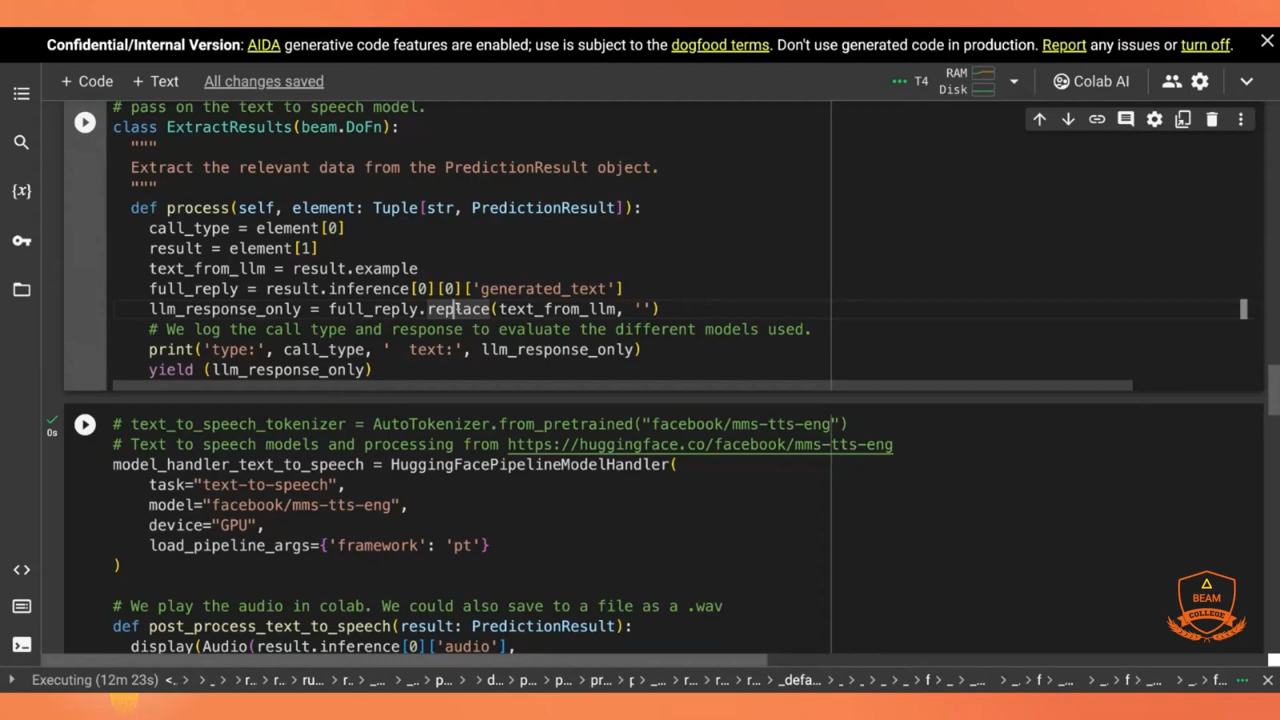 Confidential/Internal Version: AIDA generative code features are enabled; use is subject to the dogfood terms. Don't use generated code in production. Report any issues or turn off.
+ Code + Text All changes saved
T4 RAM Disk Colab AI
# pass on the text to speech model.
class ExtractResults(beam.DoFn):
"""
Extract the relevant data from the PredictionResult object.
"""
def process(self, element: Tuple[str, PredictionResult]):
call_type = element[0]
result = element[1]
text_from_llm = result.example
full_reply = result.inference[0][0]['generated_text']
llm_response_only = full_reply.replace(text_from_llm, '')
# We log the call type and response to evaluate the different models used.
print('type:', call_type, '  text:', llm_response_only)
yield (llm_response_only)
0s
# text_to_speech_tokenizer = AutoTokenizer.from_pretrained("facebook/mms-tts-eng")
# Text to speech models and processing from https://huggingface.co/facebook/mms-tts-eng
model_handler_text_to_speech = HuggingFacePipelineModelHandler(
task="text-to-speech",
model="facebook/mms-tts-eng",
device="GPU",
load_pipeline_args={'framework': 'pt'}
)
# We play the audio in colab. We could also save to a file as a .wav
def post_process_text_to_speech(result: PredictionResult):
display(Audio(result.inference[0]['audio'],
BEAM
COLLEGE
Executing (12m 23s) <... > _. > r... > r... > ru... > r... > _... > p... > d... > p... > p... > pr... > p > _... > r... > r... > r... > _defa... > _. > _. > _. > f > _... > _. > f... > _... > _. > f... > _... > _. > f...